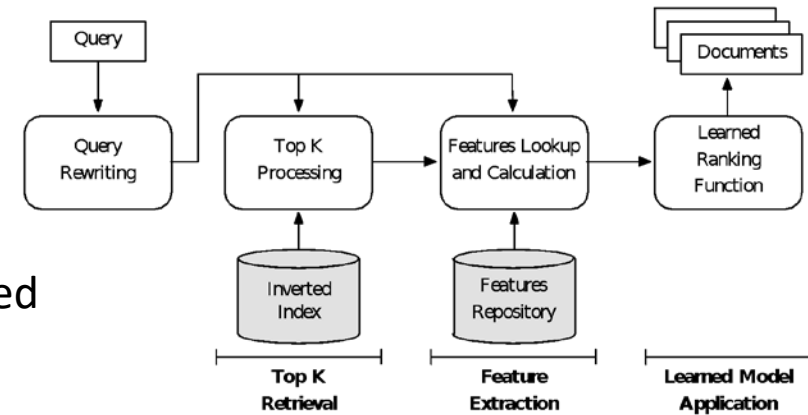 Query
Documents
Query
Rewriting
Top K
Processing
Features Lookup
and Calculation
Learned
Ranking
Function
ed
Inverted
Index
Features
Repository
Top K
Retrieval
Feature
Extraction
Learned Model
Application